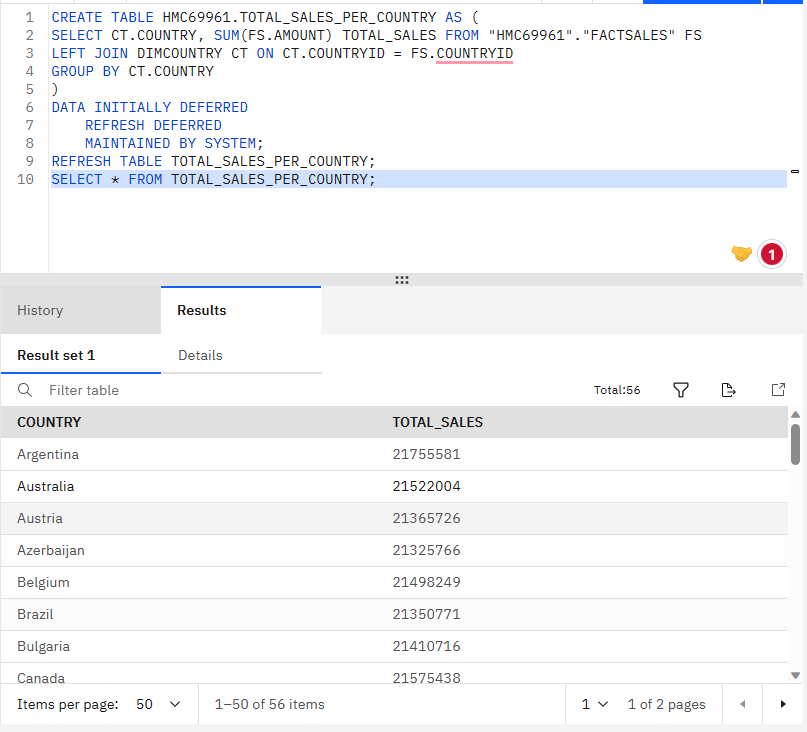 1 CREATE TABLE HMC69961.TOTAL_SALES_PER_COUNTRY AS (
2 SELECT CT.COUNTRY, SUM(FS.AMOUNT) TOTAL_SALES FROM "HMC69961"."FACTSALES" FS
3 LEFT JOIN DIMCOUNTRY CT ON CT.COUNTRYID = FS.COUNTRYID
4 GROUP BY CT.COUNTRY
5 )
6 DATA INITIALLY DEFERRED
7 REFRESH DEFERRED
8 MAINTAINED BY SYSTEM;
9 REFRESH TABLE TOTAL_SALES_PER_COUNTRY;
10 SELECT * FROM TOTAL_SALES_PER_COUNTRY;
1
History Results
Result set 1 Details
Filter table Total:56
COUNTRY TOTAL_SALES
Argentina 21755581
Australia 21522004
Austria 21365726
Azerbaijan 21325766
Belgium 21498249
Brazil 21350771
Bulgaria 21410716
Canada 21575438
Items per page: 50 1–50 of 56 items 1 1 of 2 pages